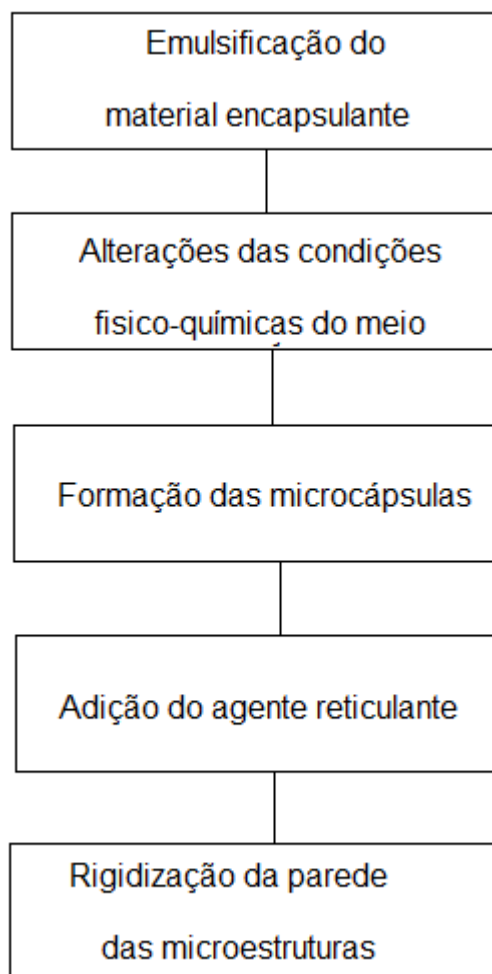 Emulsificação do
material encapsulante
Alterações das condições
fisico-químicas do meio
Formação das microcápsulas
Adição do agente reticulante
Rigidização da parede
das microestruturas